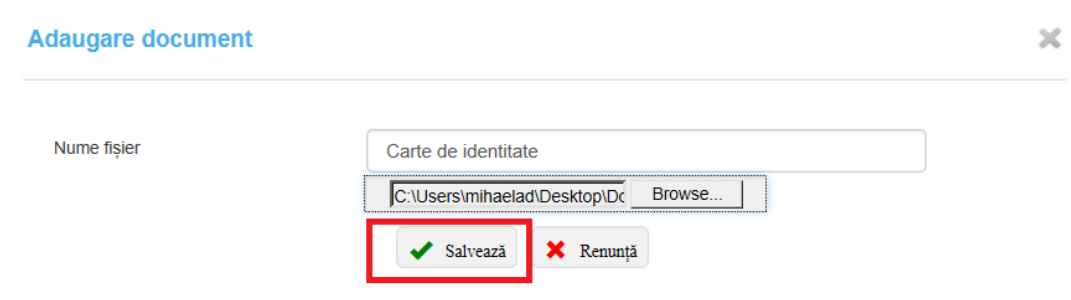 Adaugare document
Nume fișier
Carte de identitate
C:\Users\mihaelad\Desktop\Dc Browse...
Salvează Renunță